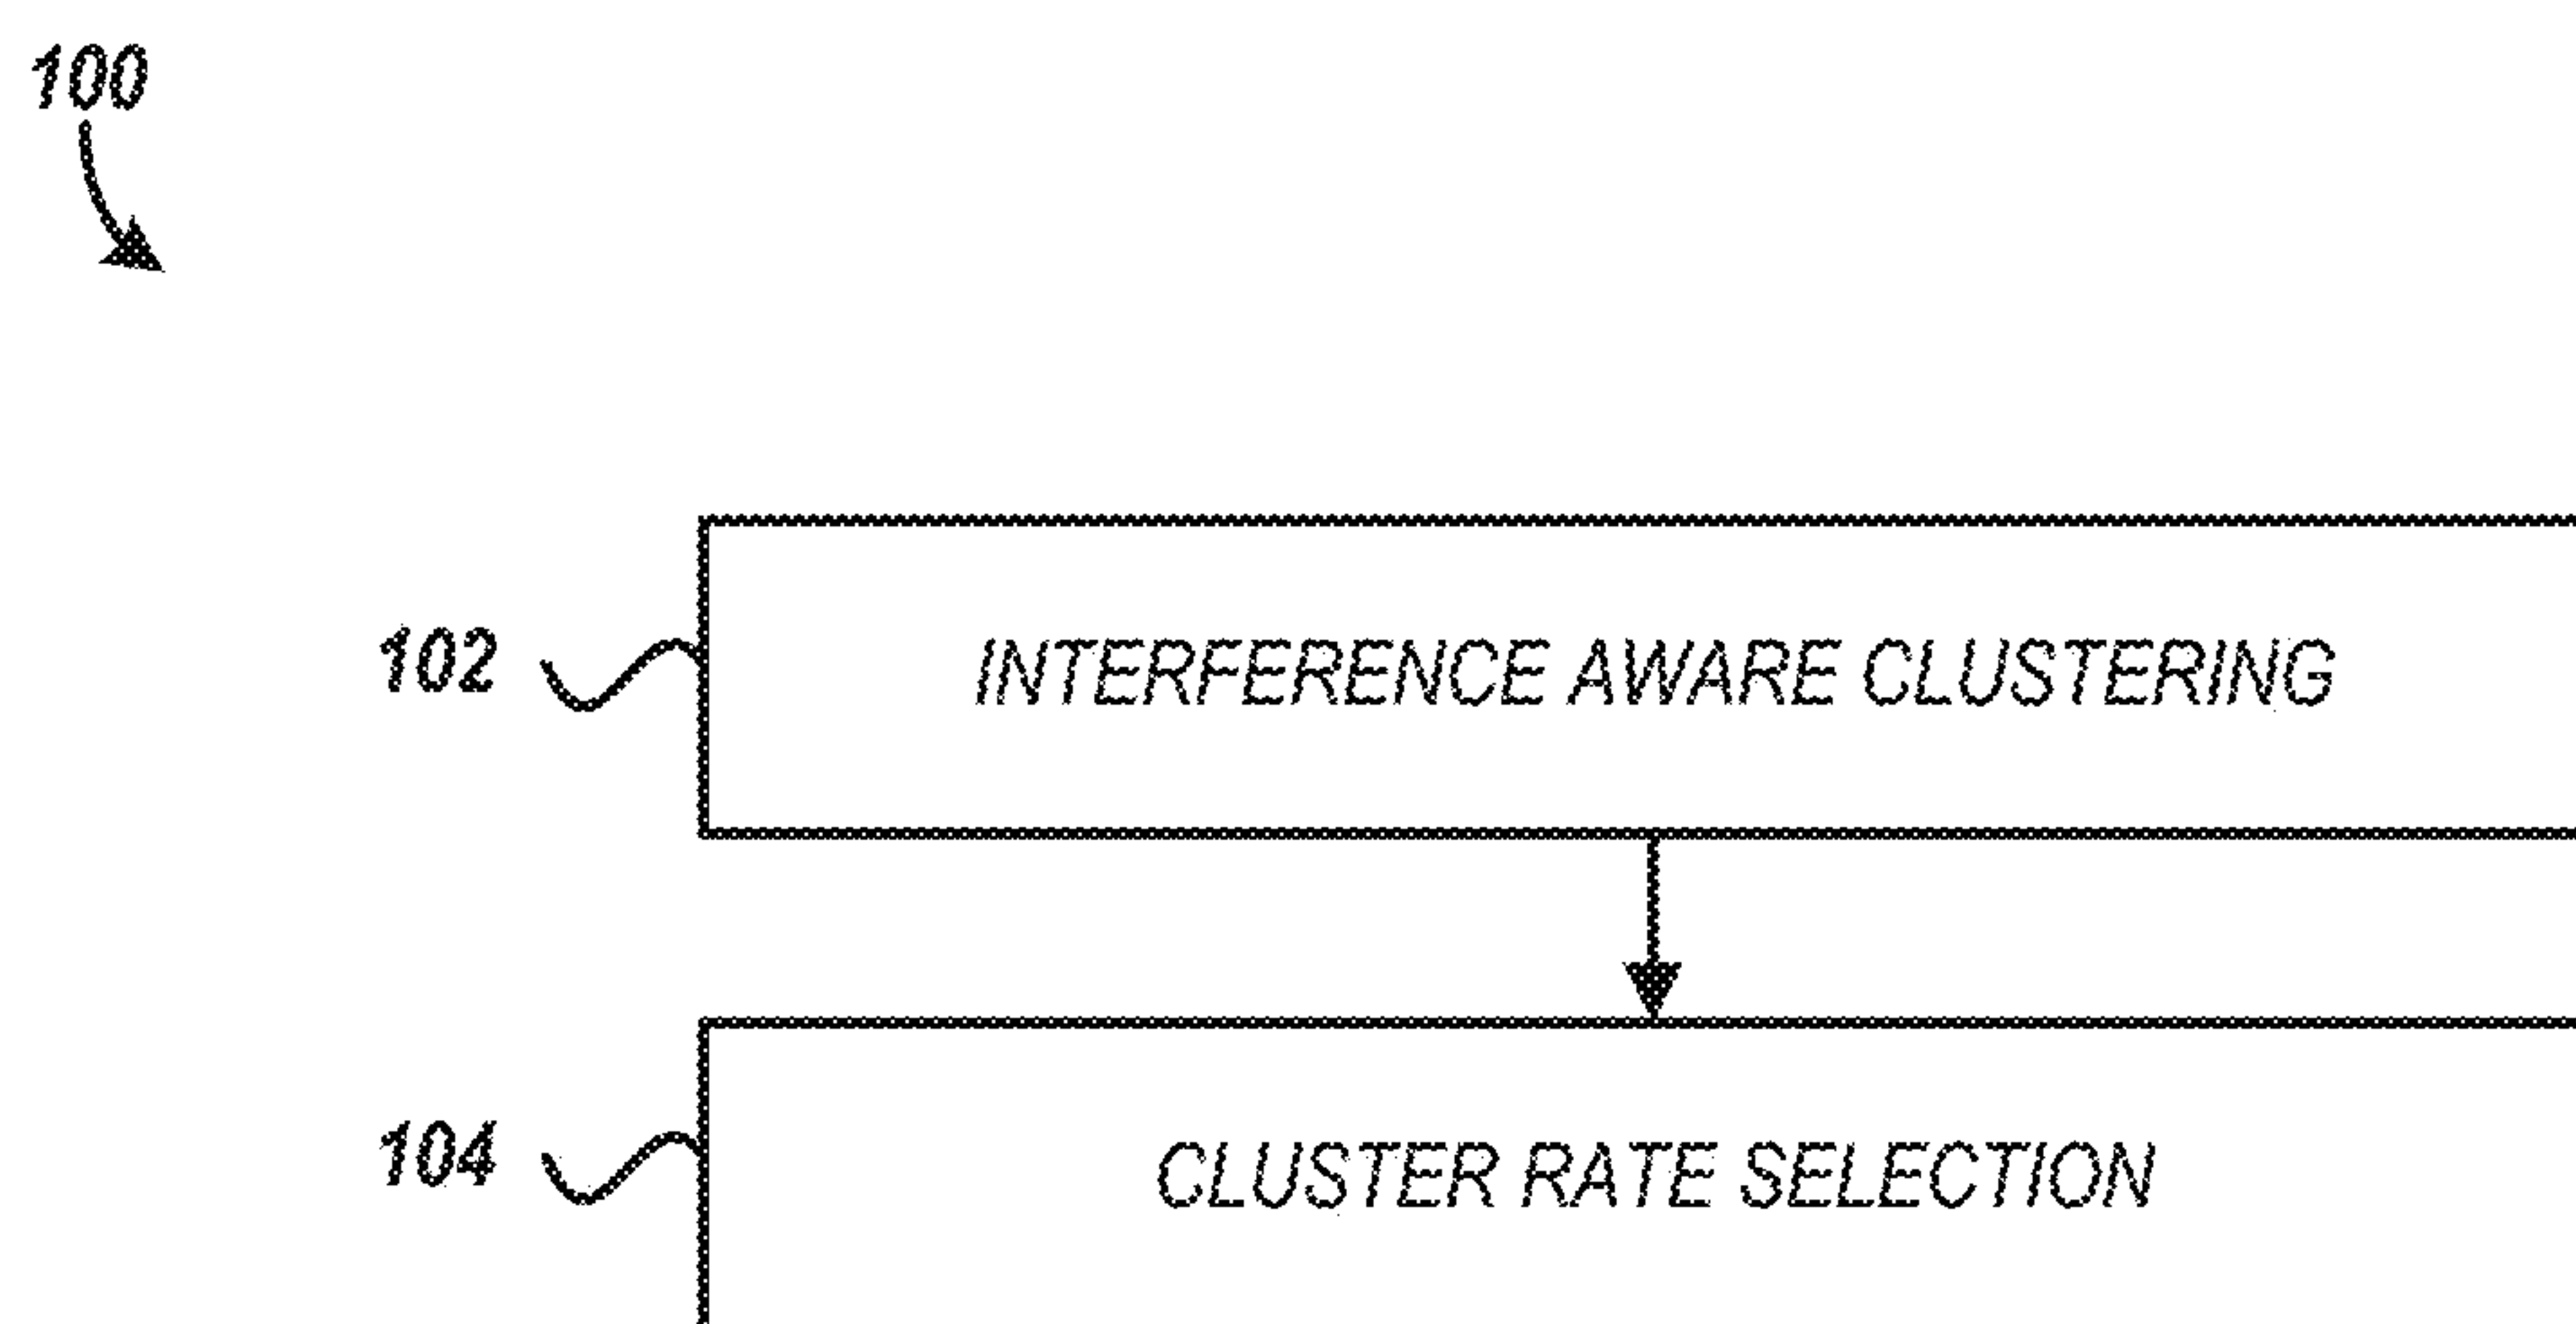 100
102 INTERFERENCE AWARE CLUSTERING
104 CLUSTER RATE SELECTION